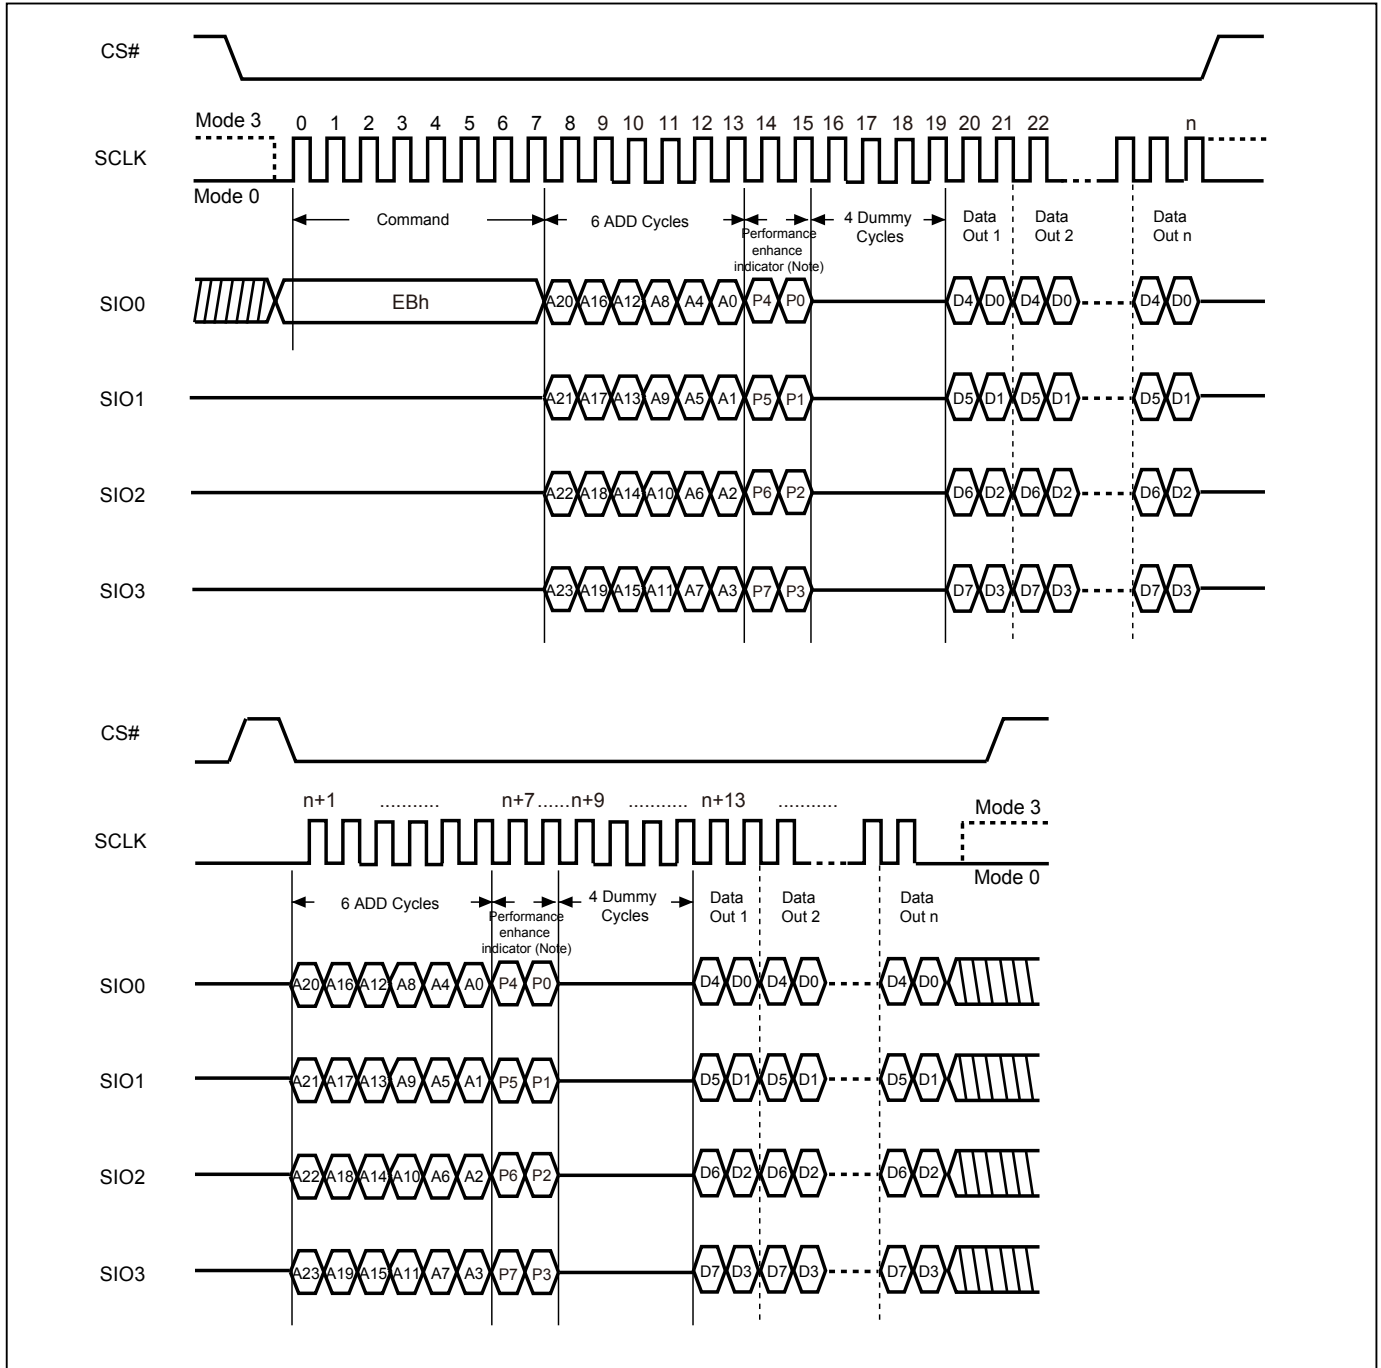 CS#
Mode 3
0 1 2 3 4 5 6 7 8 9 10 11 12 13 14 15 16 17 18 19 20 21 22 n
SCLK
Mode 0
Command 6 ADD Cycles Performance enhance indicator (Note) 4 Dummy Cycles Data Out 1 Data Out 2 Data Out n
SIO0 EBh A20 A16 A12 A8 A4 A0 P4 P0 D4 D0 D4 D0 D4 D0
SIO1 A21 A17 A13 A9 A5 A1 P5 P1 D5 D1 D5 D1 D5 D1
SIO2 A22 A18 A14 A10 A6 A2 P6 P2 D6 D2 D6 D2 D6 D2
SIO3 A23 A19 A15 A11 A7 A3 P7 P3 D7 D3 D7 D3 D7 D3
CS#
n+1 ........... n+7 ...... n+9 ........... n+13 ...........
Mode 3
SCLK
Mode 0
6 ADD Cycles Performance enhance indicator (Note) 4 Dummy Cycles Data Out 1 Data Out 2 Data Out n
SIO0 A20 A16 A12 A8 A4 A0 P4 P0 D4 D0 D4 D0 D4 D0
SIO1 A21 A17 A13 A9 A5 A1 P5 P1 D5 D1 D5 D1 D5 D1
SIO2 A22 A18 A14 A10 A6 A2 P6 P2 D6 D2 D6 D2 D6 D2
SIO3 A23 A19 A15 A11 A7 A3 P7 P3 D7 D3 D7 D3 D7 D3